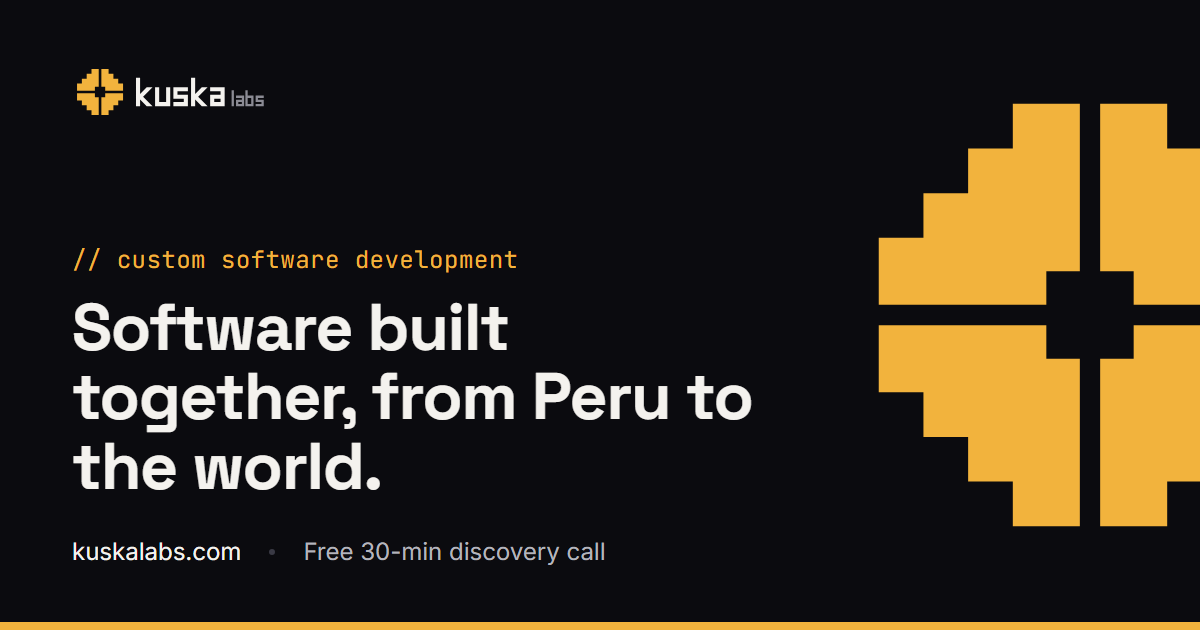 kuska labs
// custom software development
Software built
together, from Peru to
the world.
kuskalabs.com • Free 30-min discovery call